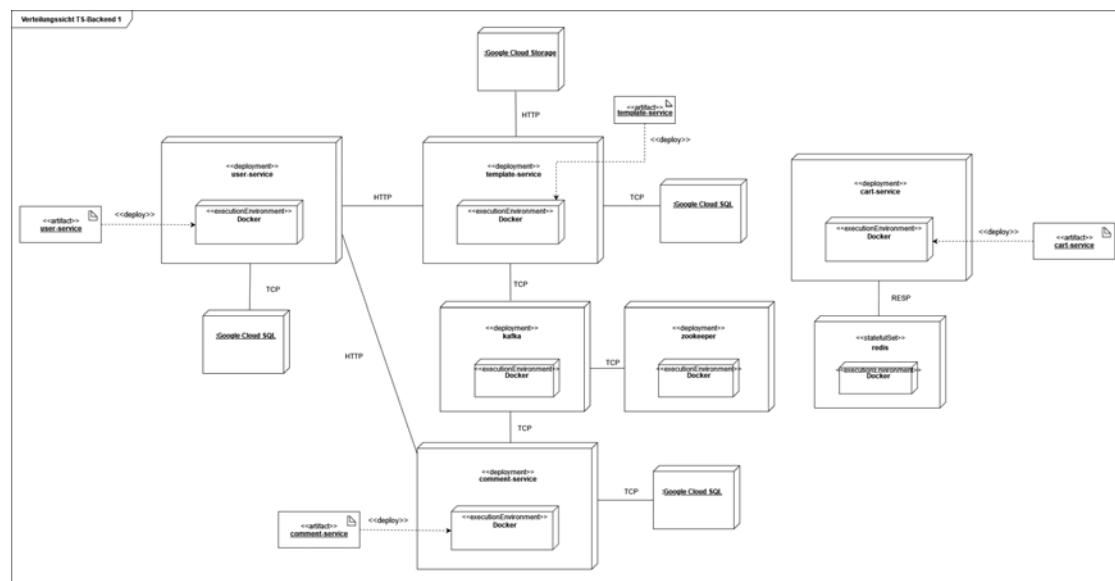 Verteilungssicht TS-Backend 1
:Google Cloud Storage
HTTP
<<artifact>>
template-service
<<deploy>>
<<deployment>>
user-service
<<executionEnvironment>>
Docker
<<artifact>>
user-service
<<deploy>>
HTTP
<<deployment>>
template-service
<<executionEnvironment>>
Docker
TCP
:Google Cloud SQL
<<deployment>>
cart-service
<<executionEnvironment>>
Docker
<<deploy>>
<<artifact>>
cart-service
TCP
:Google Cloud SQL
HTTP
TCP
<<deployment>>
kafka
<<executionEnvironment>>
Docker
TCP
<<deployment>>
zookeeper
<<executionEnvironment>>
Docker
RESP
<<statefulSet>>
redis
<<executionEnvironment>>
Docker
TCP
<<deployment>>
comment-service
<<executionEnvironment>>
Docker
TCP
:Google Cloud SQL
<<artifact>>
comment-service
<<deploy>>